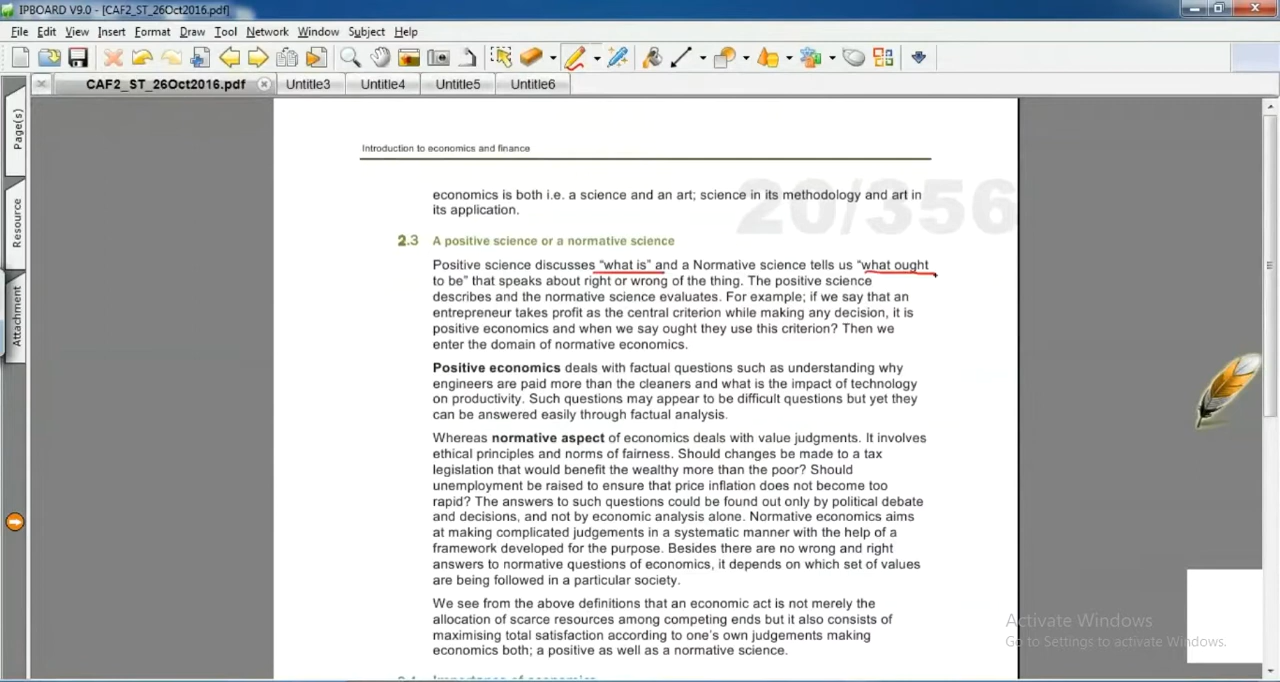 IPBOARD V9.0 - [CAF2_ST_26Oct2016.pdf]
File Edit View Insert Format Draw Tool Network Window Subject Help
CAF2_ST_26Oct2016.pdf Untitle3 Untitle4 Untitle5 Untitle6
Page(s)
Resource
Attachment
Introduction to economics and finance
20/356
economics is both i.e. a science and an art; science in its methodology and art in
its application.
2.3 A positive science or a normative science
Positive science discusses “what is” and a Normative science tells us “what ought
to be” that speaks about right or wrong of the thing. The positive science
describes and the normative science evaluates. For example; if we say that an
entrepreneur takes profit as the central criterion while making any decision, it is
positive economics and when we say ought they use this criterion? Then we
enter the domain of normative economics.
Positive economics deals with factual questions such as understanding why
engineers are paid more than the cleaners and what is the impact of technology
on productivity. Such questions may appear to be difficult questions but yet they
can be answered easily through factual analysis.
Whereas normative aspect of economics deals with value judgments. It involves
ethical principles and norms of fairness. Should changes be made to a tax
legislation that would benefit the wealthy more than the poor? Should
unemployment be raised to ensure that price inflation does not become too
rapid? The answers to such questions could be found out only by political debate
and decisions, and not by economic analysis alone. Normative economics aims
at making complicated judgements in a systematic manner with the help of a
framework developed for the purpose. Besides there are no wrong and right
answers to normative questions of economics, it depends on which set of values
are being followed in a particular society.
We see from the above definitions that an economic act is not merely the
allocation of scarce resources among competing ends but it also consists of
maximising total satisfaction according to one’s own judgements making
economics both; a positive as well as a normative science.
Activate Windows
Go to Settings to activate Windows.